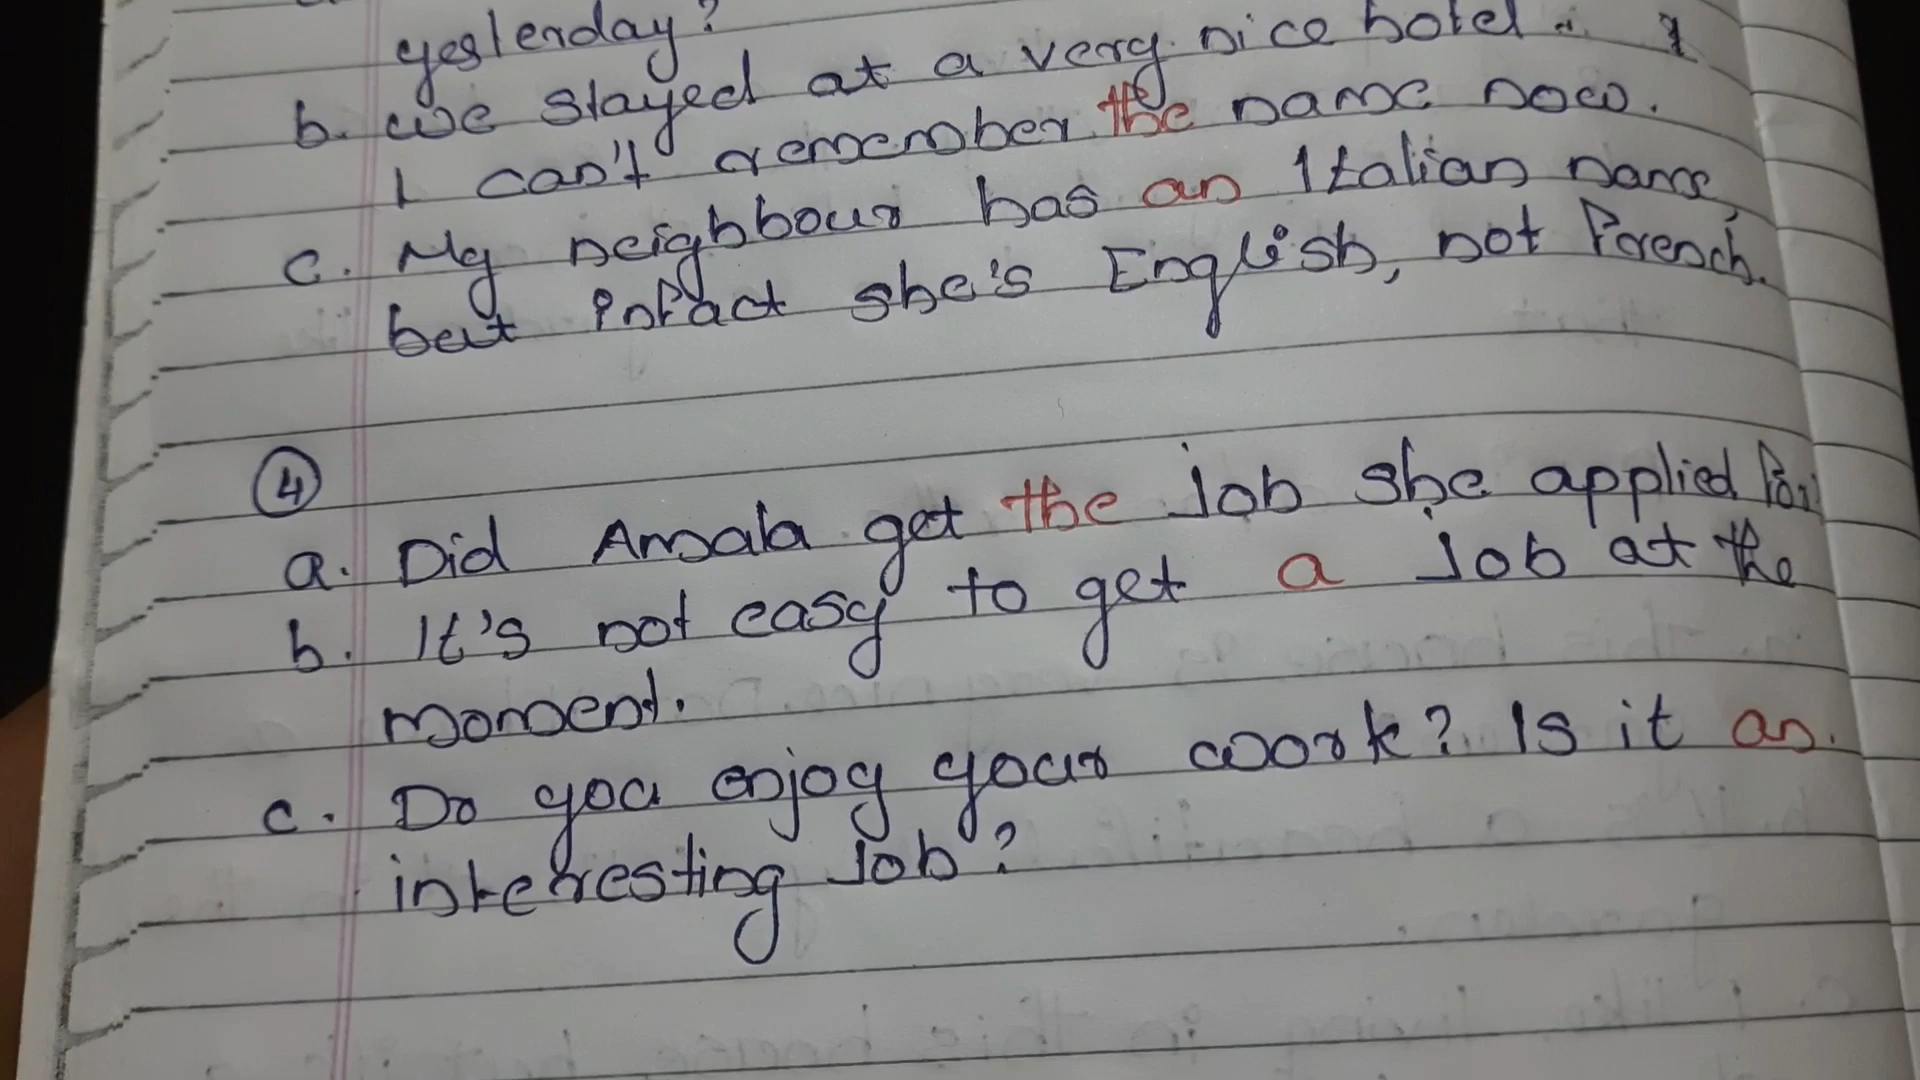 yesterday?
b. we stayed at a very nice hotel.
I can't remember the name now.
c. My neighbour has an Italian name,
but infact she's English, not French.
4
a. Did Amala get the Job she applied for
b. It's not easy to get a Job at the
moment.
c. Do you enjoy your work? Is it an
interesting Job?